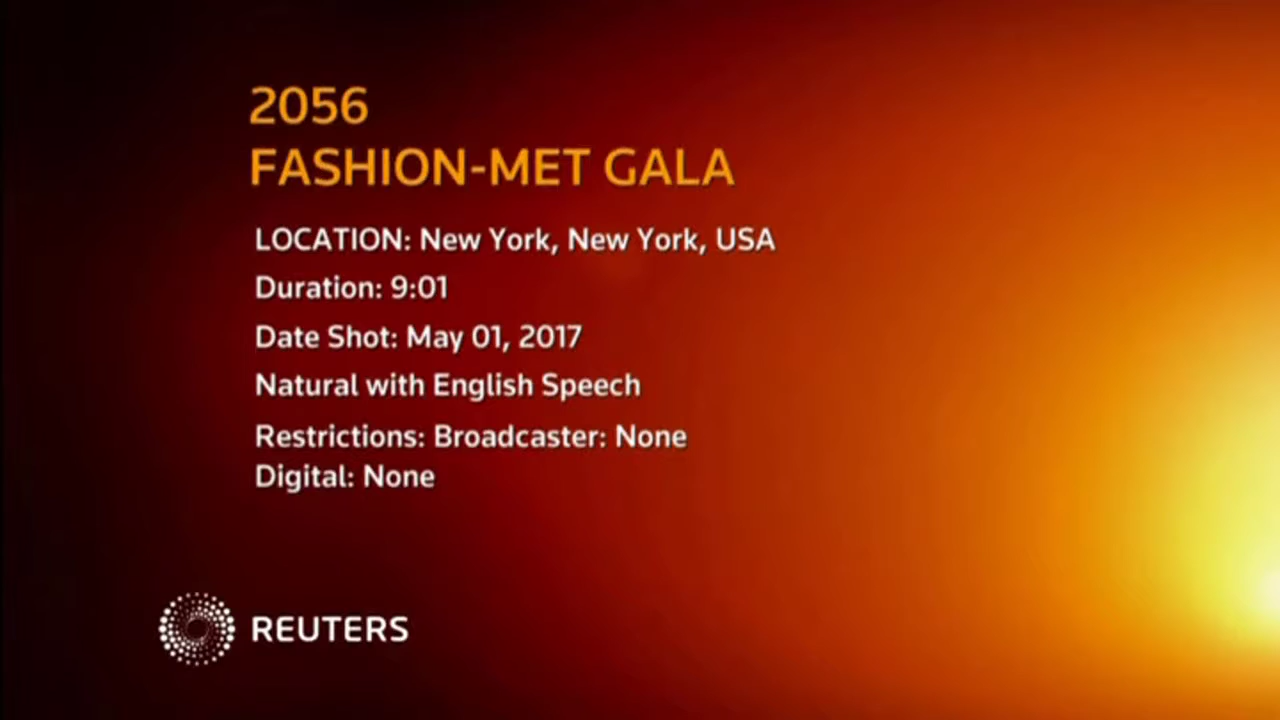 2056
FASHION-MET GALA
LOCATION: New York, New York, USA
Duration: 9:01
Date Shot: May 01, 2017
Natural with English Speech
Restrictions: Broadcaster: None
Digital: None
REUTERS